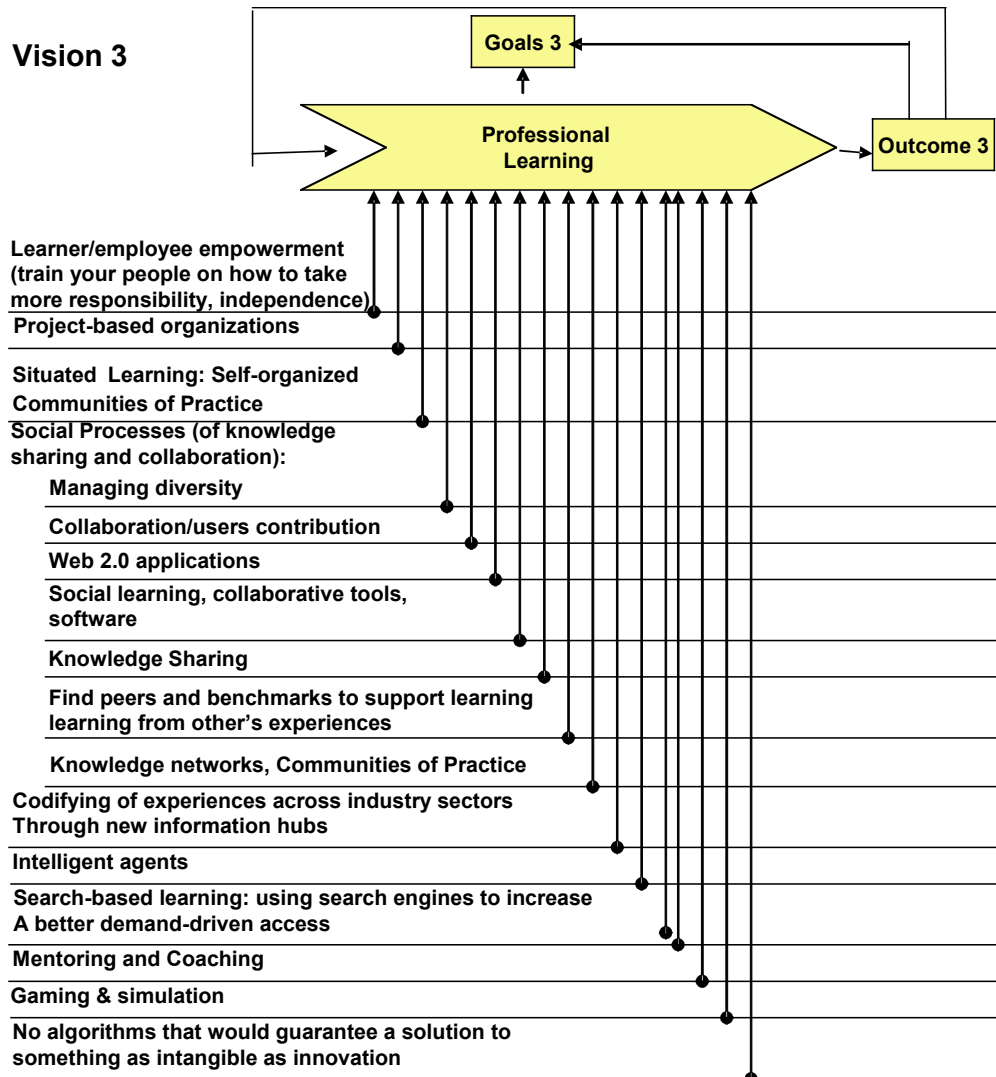 Vision 3
Goals 3
Professional
Learning
Outcome 3
Learner/employee empowerment
(train your people on how to take
more responsibility, independence)
Project-based organizations
Situated Learning: Self-organized
Communities of Practice
Social Processes (of knowledge
sharing and collaboration):
Managing diversity
Collaboration/users contribution
Web 2.0 applications
Social learning, collaborative tools,
software
Knowledge Sharing
Find peers and benchmarks to support learning
learning from other's experiences
Knowledge networks, Communities of Practice
Codifying of experiences across industry sectors
Through new information hubs
Intelligent agents
Search-based learning: using search engines to increase
A better demand-driven access
Mentoring and Coaching
Gaming & simulation
No algorithms that would guarantee a solution to
something as intangible as innovation